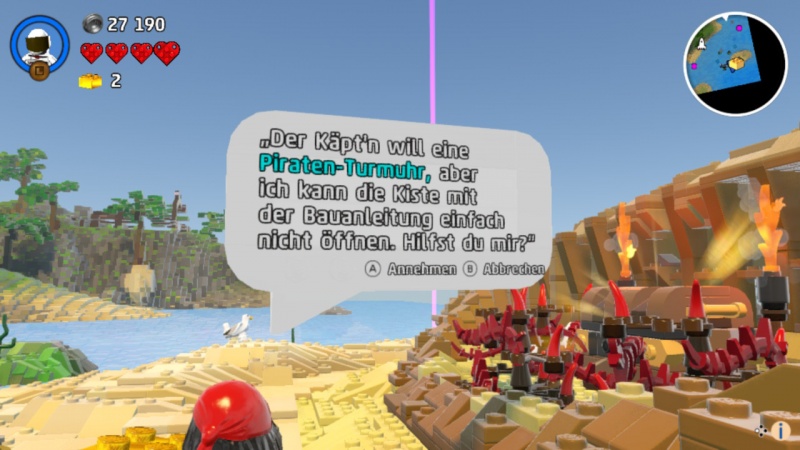 27 190
2
„Der Käpt'n will eine
Piraten-Turmuhr, aber
ich kann die Kiste mit
der Bauanleitung einfach
nicht öffnen. Hilfst du mir?"
A Annehmen B Abbrechen
i